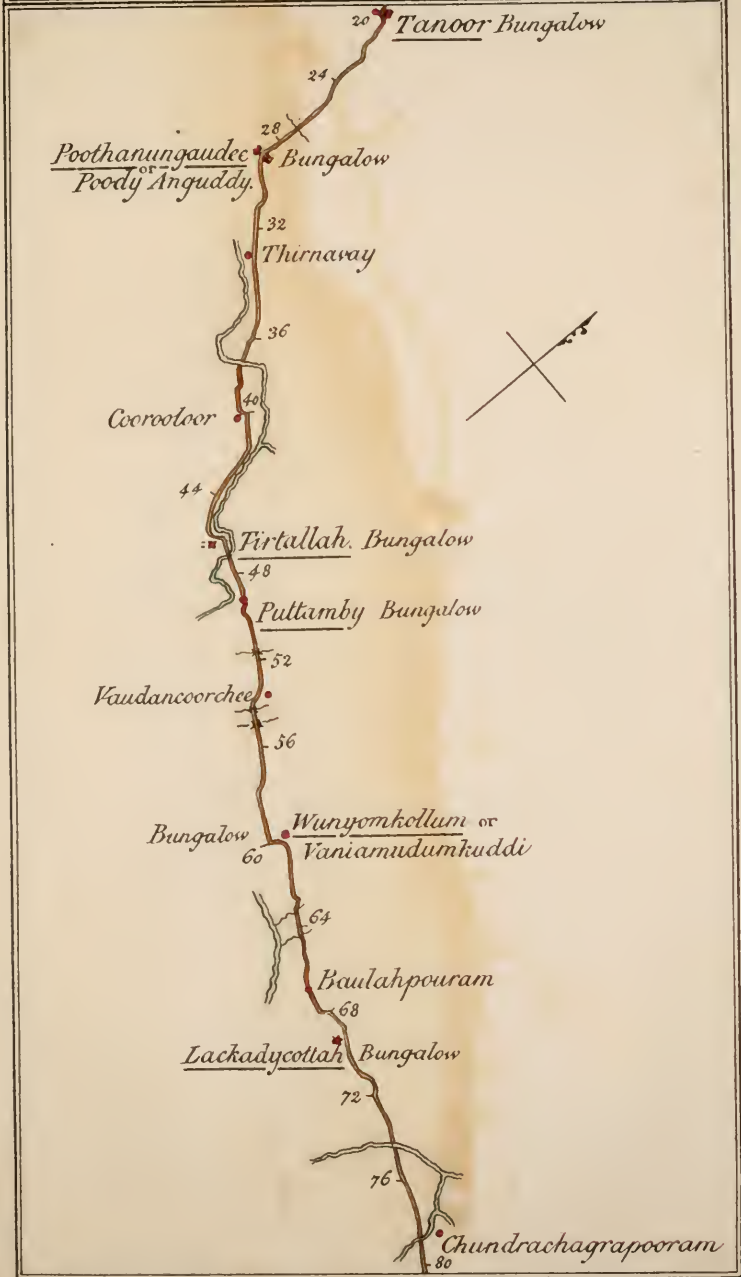 20 Tanoor Bungalow
24
28
Poothanungaudee Bungalow
or
Poody Anguddy.
32
Thirnavay
36
40
Coorooloor
44
Tirtallah. Bungalow
48
Puttamby Bungalow
52
Vaudancoorchee
56
Wunyomkollum or
Bungalow Vaniamudumkuddi
60
64
Baulahpouram
68
Lackadycottah Bungalow
72
76
Chundrachagrapooram
80